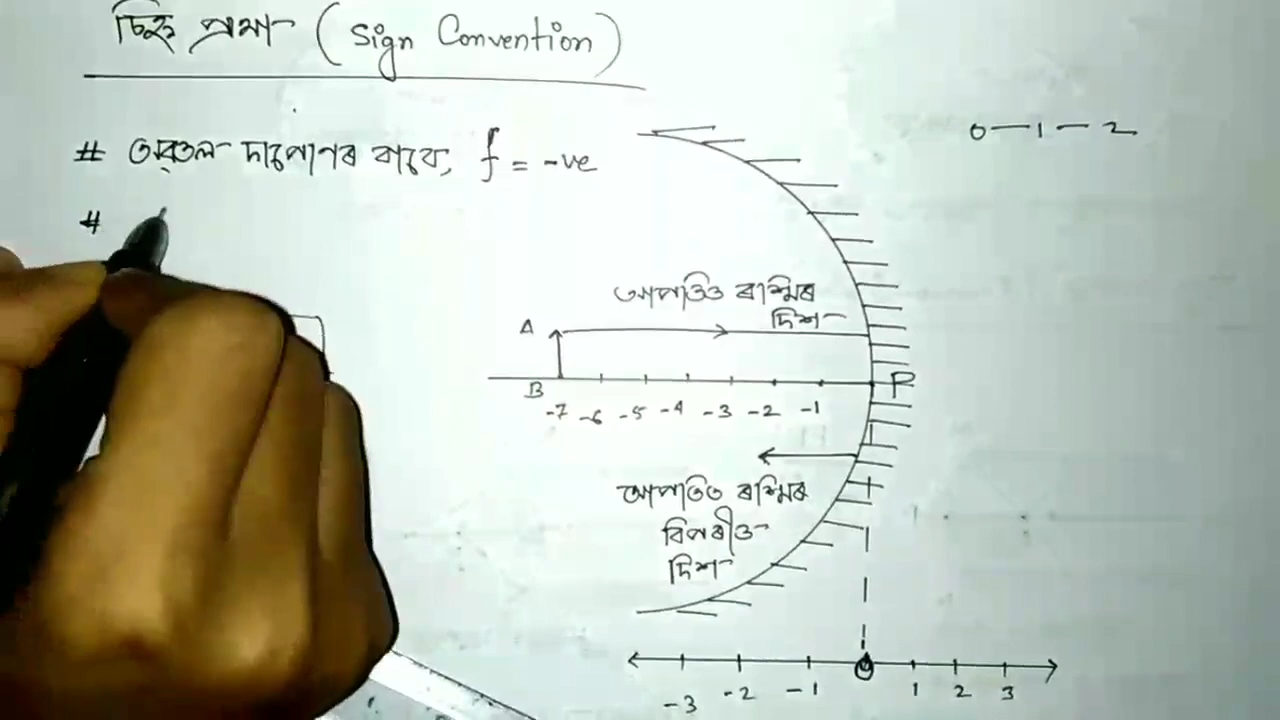 চিহ্ন প্ৰথা (Sign Convention)
# অৱতল দাপোণৰ বাবে, f = -ve
#
0 — 1 — 2
আপতিত ৰশ্মিৰ
দিশ
A
B
P
-7 -6 -5 -4 -3 -2 -1
আপতিত ৰশ্মিৰ
বিপৰীত
দিশ
-3 -2 -1 0 1 2 3